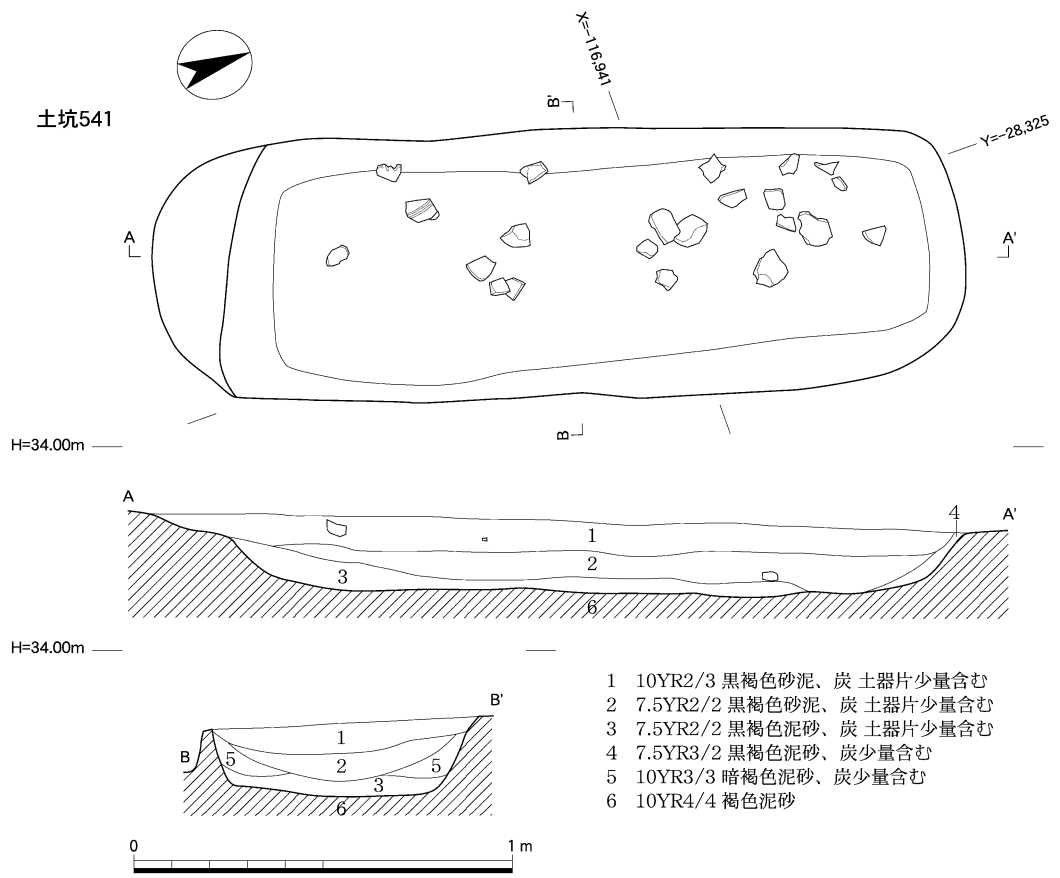 X=-116,941
B'
土坑541
Y=-28,325
A
A'
B
H=34.00m
A
4
A'
1
2
3
6
H=34.00m
B'
B
1
5
2
5
3
6
1 10YR2/3 黒褐色砂泥、炭 土器片少量含む
2 7.5YR2/2 黒褐色砂泥、炭 土器片少量含む
3 7.5YR2/2 黒褐色泥砂、炭 土器片少量含む
4 7.5YR3/2 黒褐色泥砂、炭少量含む
5 10YR3/3 暗褐色泥砂、炭少量含む
6 10YR4/4 褐色泥砂
0 1 m